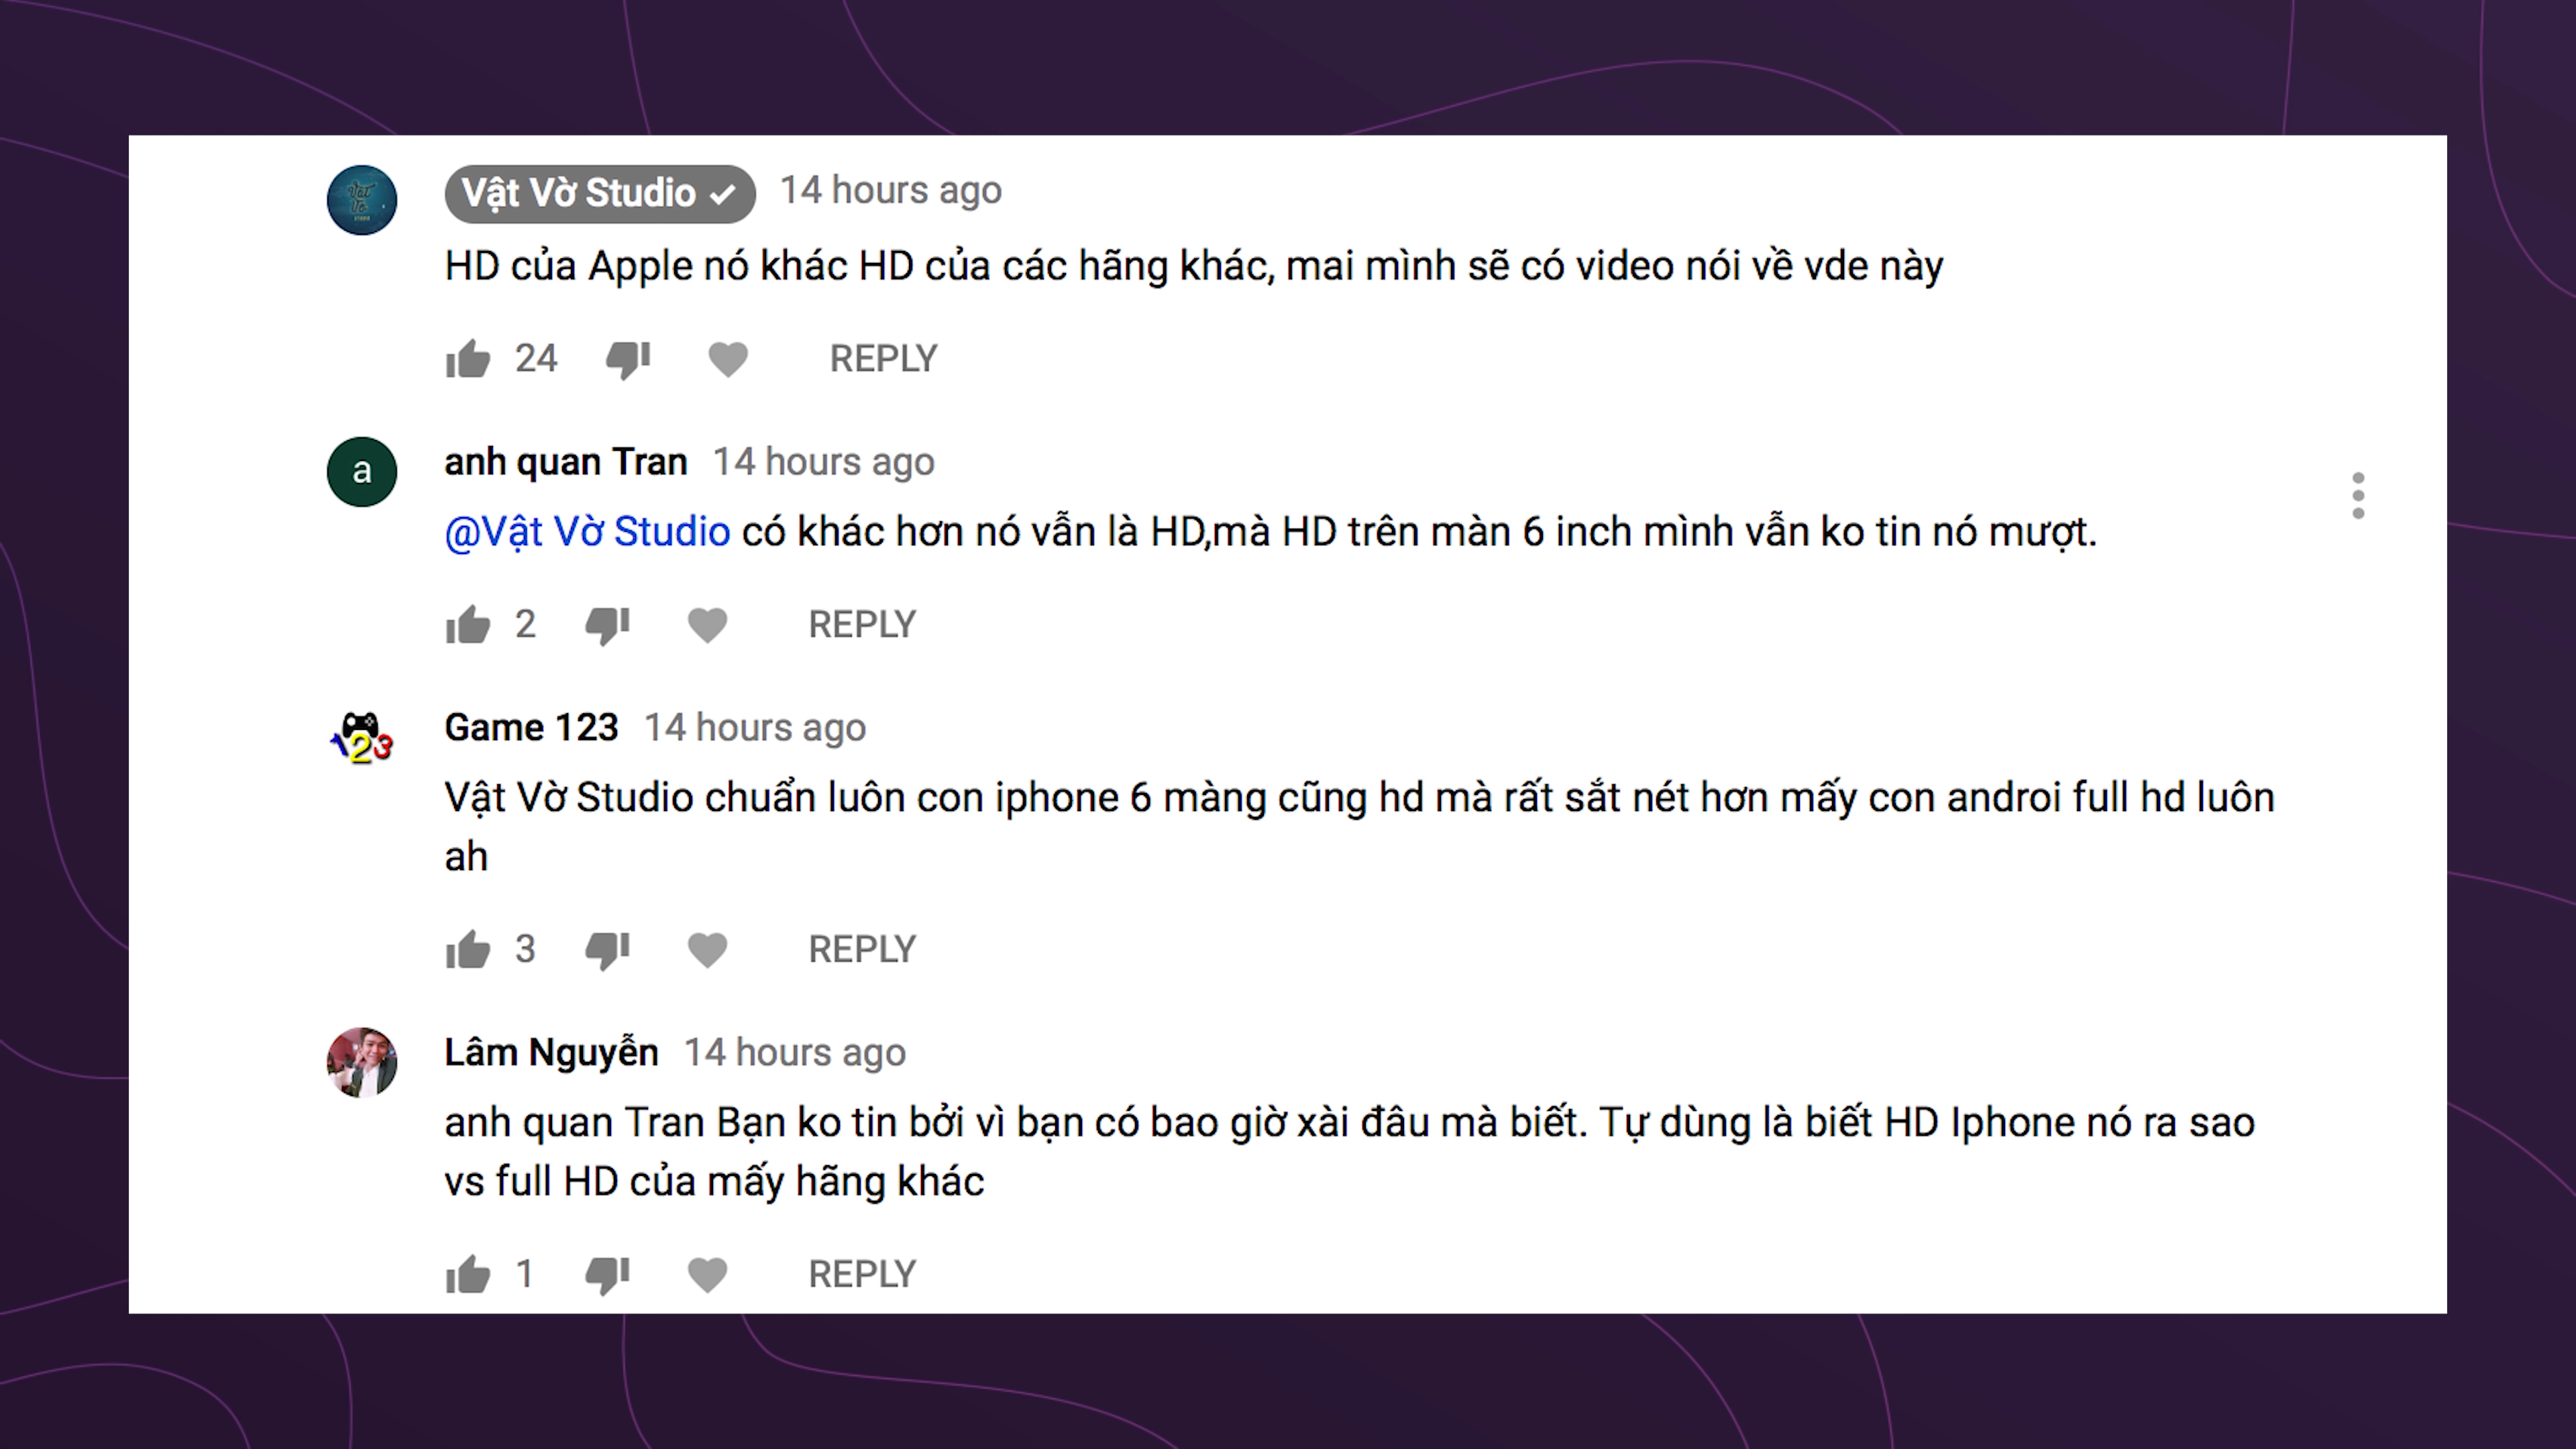 Vật Vờ Studio 14 hours ago
HD của Apple nó khác HD của các hãng khác, mai mình sẽ có video nói về vde này
24 REPLY
a
anh quan Tran 14 hours ago
@Vật Vờ Studio có khác hơn nó vẫn là HD,mà HD trên màn 6 inch mình vẫn ko tin nó mượt.
2 REPLY
123
Game 123 14 hours ago
Vật Vờ Studio chuẩn luôn con iphone 6 màng cũng hd mà rất sắt nét hơn mấy con androi full hd luôn
ah
3 REPLY
Lâm Nguyễn 14 hours ago
anh quan Tran Bạn ko tin bởi vì bạn có bao giờ xài đâu mà biết. Tự dùng là biết HD Iphone nó ra sao
vs full HD của mấy hãng khác
1 REPLY